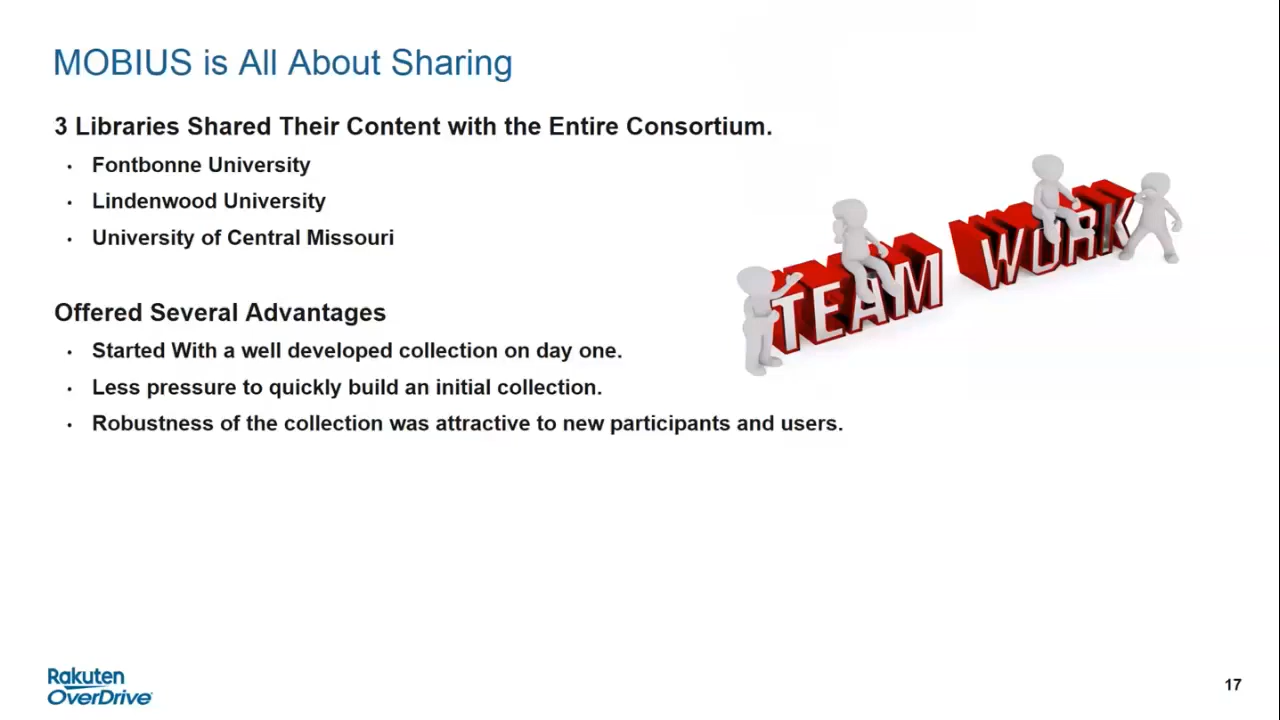 MOBIUS is All About Sharing
3 Libraries Shared Their Content with the Entire Consortium.
• Fontbonne University
• Lindenwood University
• University of Central Missouri
TEAM WORK
Offered Several Advantages
• Started With a well developed collection on day one.
• Less pressure to quickly build an initial collection.
• Robustness of the collection was attractive to new participants and users.
Rakuten
OverDrive
17